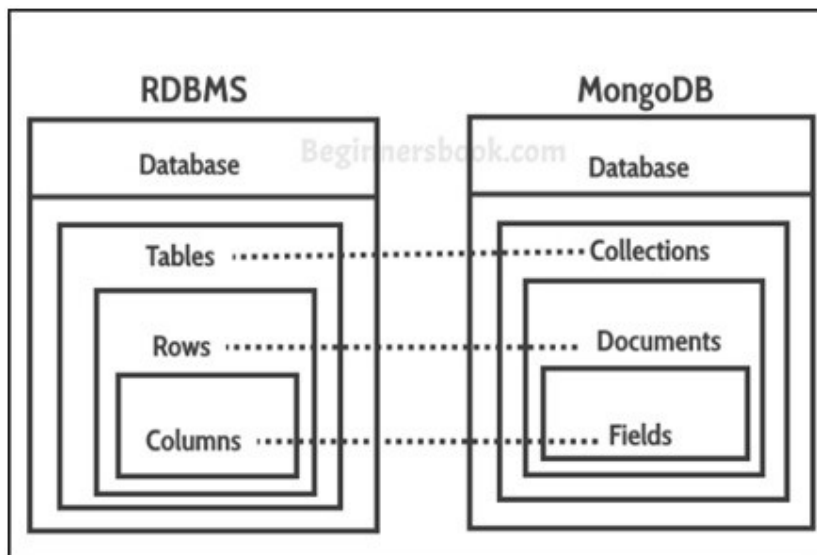 RDBMS MongoDB
Beginnersbook.com
Database Database
Tables Collections
Rows Documents
Columns Fields